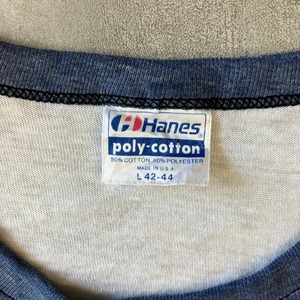 Hanes®
poly-cotton
50% COTTON 50% POLYESTER
MADE IN U.S.A.
L 42-44